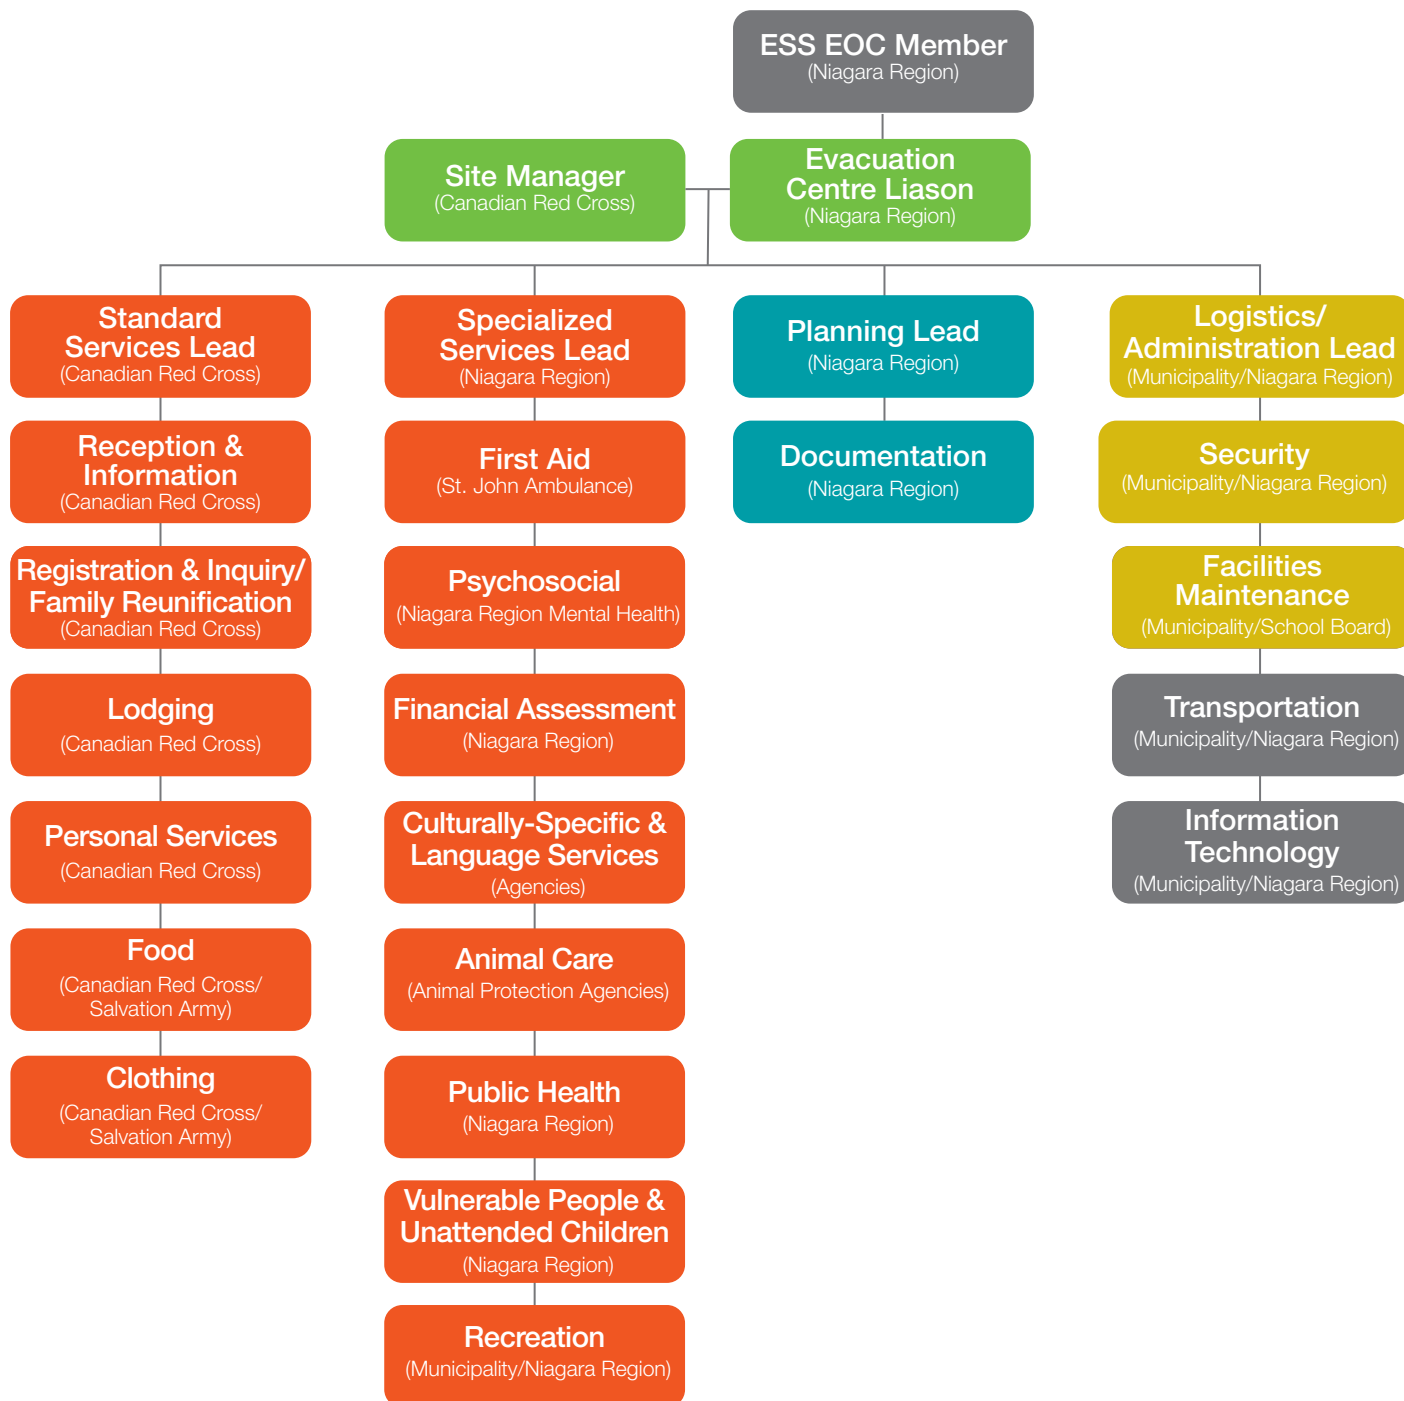 ESS EOC Member
(Niagara Region)
Site Manager
(Canadian Red Cross)
Evacuation
Centre Liason
(Niagara Region)
Standard
Services Lead
(Canadian Red Cross)
Reception &
Information
(Canadian Red Cross)
Registration & Inquiry/
Family Reunification
(Canadian Red Cross)
Lodging
(Canadian Red Cross)
Personal Services
(Canadian Red Cross)
Food
(Canadian Red Cross/
Salvation Army)
Clothing
(Canadian Red Cross/
Salvation Army)
Specialized
Services Lead
(Niagara Region)
First Aid
(St. John Ambulance)
Psychosocial
(Niagara Region Mental Health)
Financial Assessment
(Niagara Region)
Culturally-Specific &
Language Services
(Agencies)
Animal Care
(Animal Protection Agencies)
Public Health
(Niagara Region)
Vulnerable People &
Unattended Children
(Niagara Region)
Recreation
(Municipality/Niagara Region)
Planning Lead
(Niagara Region)
Documentation
(Niagara Region)
Logistics/
Administration Lead
(Municipality/Niagara Region)
Security
(Municipality/Niagara Region)
Facilities
Maintenance
(Municipality/School Board)
Transportation
(Municipality/Niagara Region)
Information
Technology
(Municipality/Niagara Region)